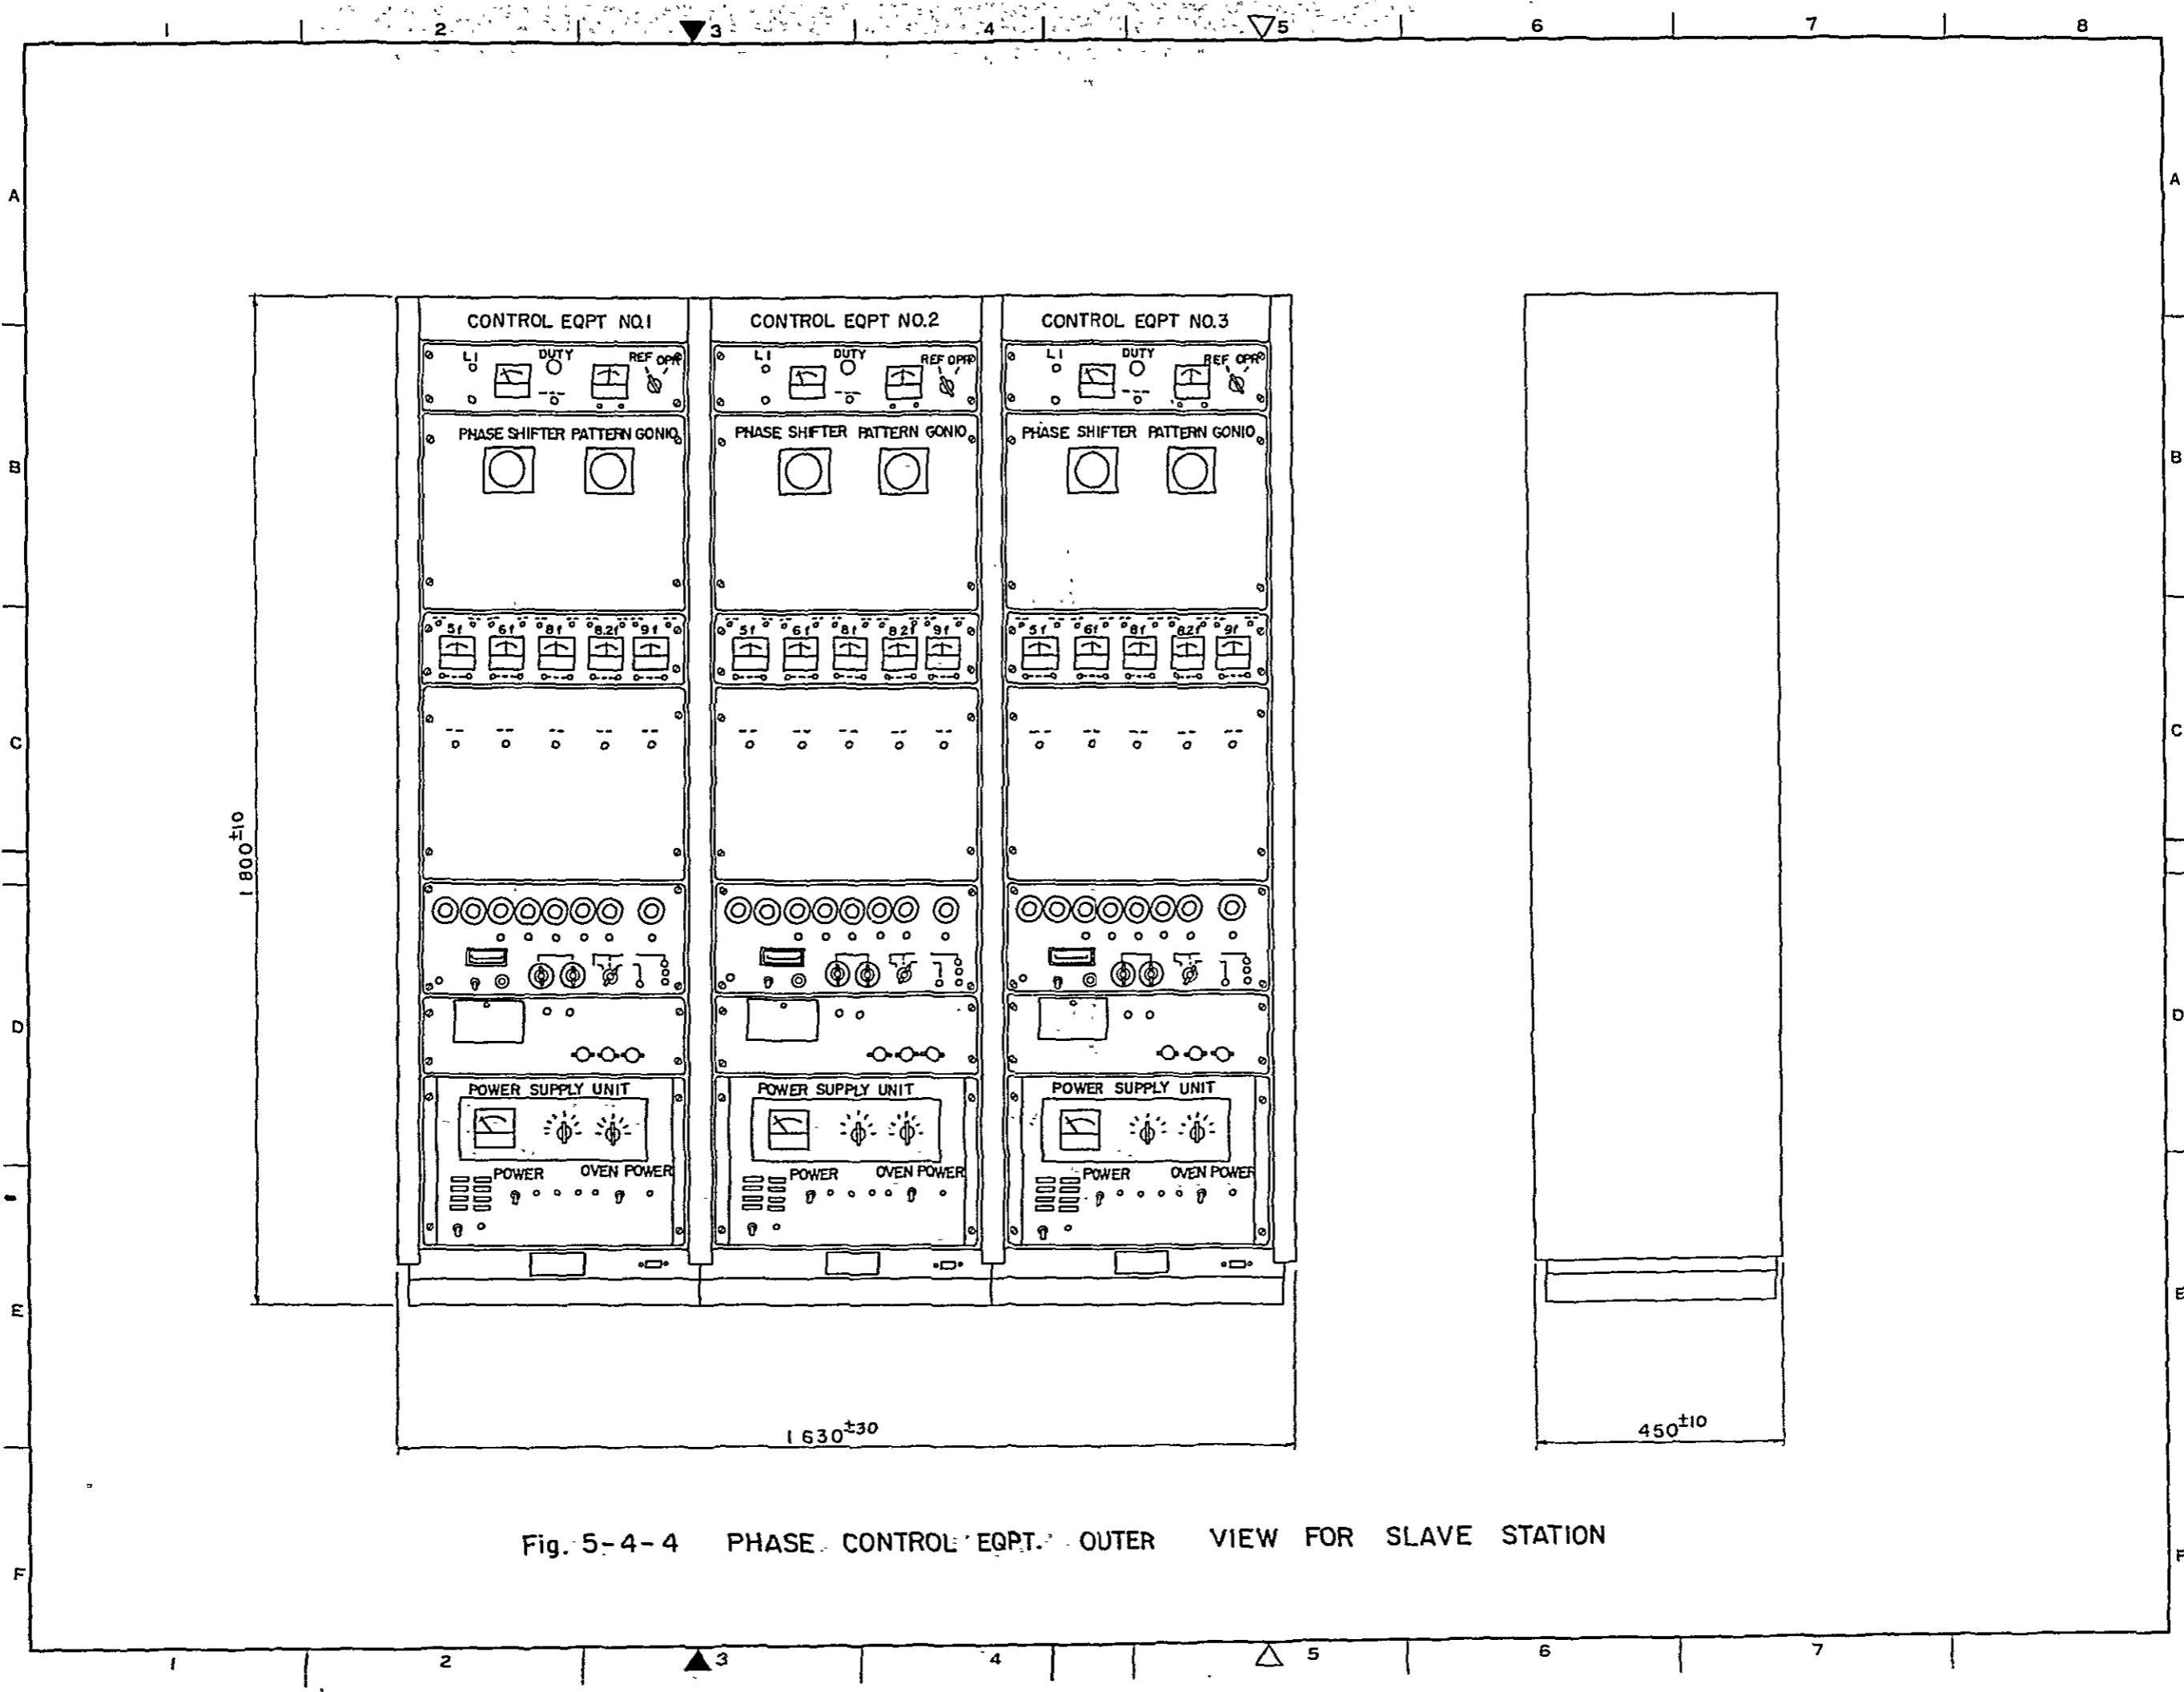 1 2 3 4 5 6 7 8
A A
CONTROL EQPT NO.1 CONTROL EQPT NO.2 CONTROL EQPT NO.3
L1 DUTY REF OPR L1 DUTY REF OPR L1 DUTY REF OPR
PHASE SHIFTER PATTERN GONIO PHASE SHIFTER PATTERN GONIO PHASE SHIFTER PATTERN GONIO
B B
5f 6f 8f 8.2f 9f 5f 6f 8f 8.2f 9f 5f 6f 8f 8.2f 9f
C C
1800±10
D D
POWER SUPPLY UNIT POWER SUPPLY UNIT POWER SUPPLY UNIT
POWER OVEN POWER POWER OVEN POWER POWER OVEN POWER
E E
1630±30 450±10
Fig. 5-4-4 PHASE CONTROL EQPT. OUTER VIEW FOR SLAVE STATION
F F
1 2 3 4 5 6 7